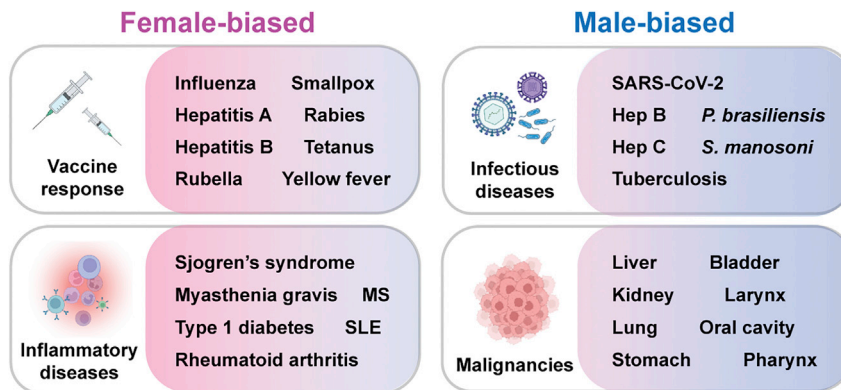 Female-biased
Male-biased
Vaccine
response
Influenza Smallpox
Hepatitis A Rabies
Hepatitis B Tetanus
Rubella Yellow fever
Infectious
diseases
SARS-CoV-2
Hep B P. brasiliensis
Hep C S. manosoni
Tuberculosis
Inflammatory
diseases
Sjogren's syndrome
Myasthenia gravis MS
Type 1 diabetes SLE
Rheumatoid arthritis
Malignancies
Liver Bladder
Kidney Larynx
Lung Oral cavity
Stomach Pharynx